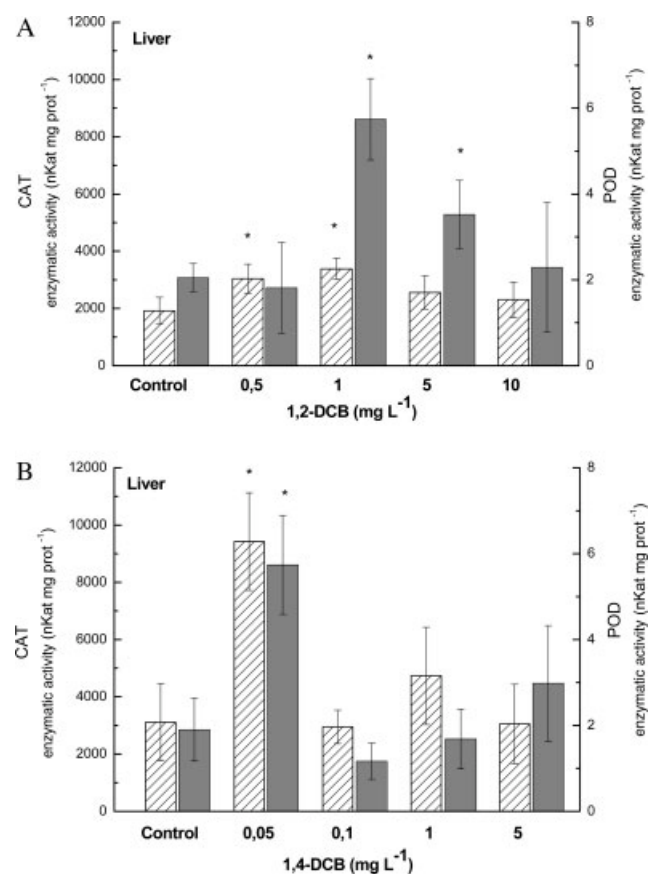 A
Liver
12000
10000
8000
6000
4000
2000
0
CAT
enzymatic activity (nKat mg prot⁻¹)
8
6
4
2
0
POD
enzymatic activity (nKat mg prot⁻¹)
*
*
*
*
Control 0,5 1 5 10
1,2-DCB (mg L⁻¹)
B
Liver
12000
10000
8000
6000
4000
2000
0
CAT
enzymatic activity (nKat mg prot⁻¹)
8
6
4
2
0
POD
enzymatic activity (nKat mg prot⁻¹)
*
*
Control 0,05 0,1 1 5
1,4-DCB (mg L⁻¹)